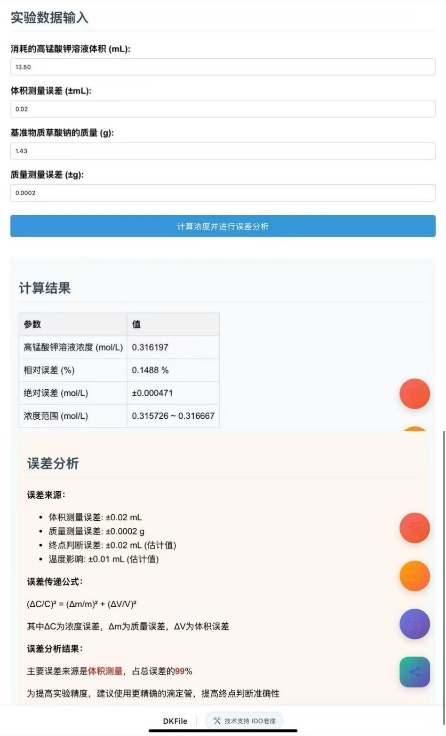 实验数据输入
消耗的高锰酸钾溶液体积 (mL):
13.50
体积测量误差 (±mL):
0.02
基准物质草酸钠的质量 (g):
1.43
质量测量误差 (±g):
0.0002
计算浓度并进行误差分析
计算结果
参数 值
高锰酸钾溶液浓度 (mol/L) 0.316197
相对误差 (%) 0.1488 %
绝对误差 (mol/L) ±0.000471
浓度范围 (mol/L) 0.315726 ~ 0.316667
误差分析
误差来源:
• 体积测量误差: ±0.02 mL
• 质量测量误差: ±0.0002 g
• 终点判断误差: ±0.02 mL (估计值)
• 温度影响: ±0.01 mL (估计值)
误差传递公式:
(ΔC/C)² = (Δm/m)² + (ΔV/V)²
其中ΔC为浓度误差，Δm为质量误差，ΔV为体积误差
误差分析结果:
主要误差来源是体积测量，占总误差的99%
为提高实验精度，建议使用更精确的滴定管，提高终点判断准确性
DKFile 技术支持 IDO老徐